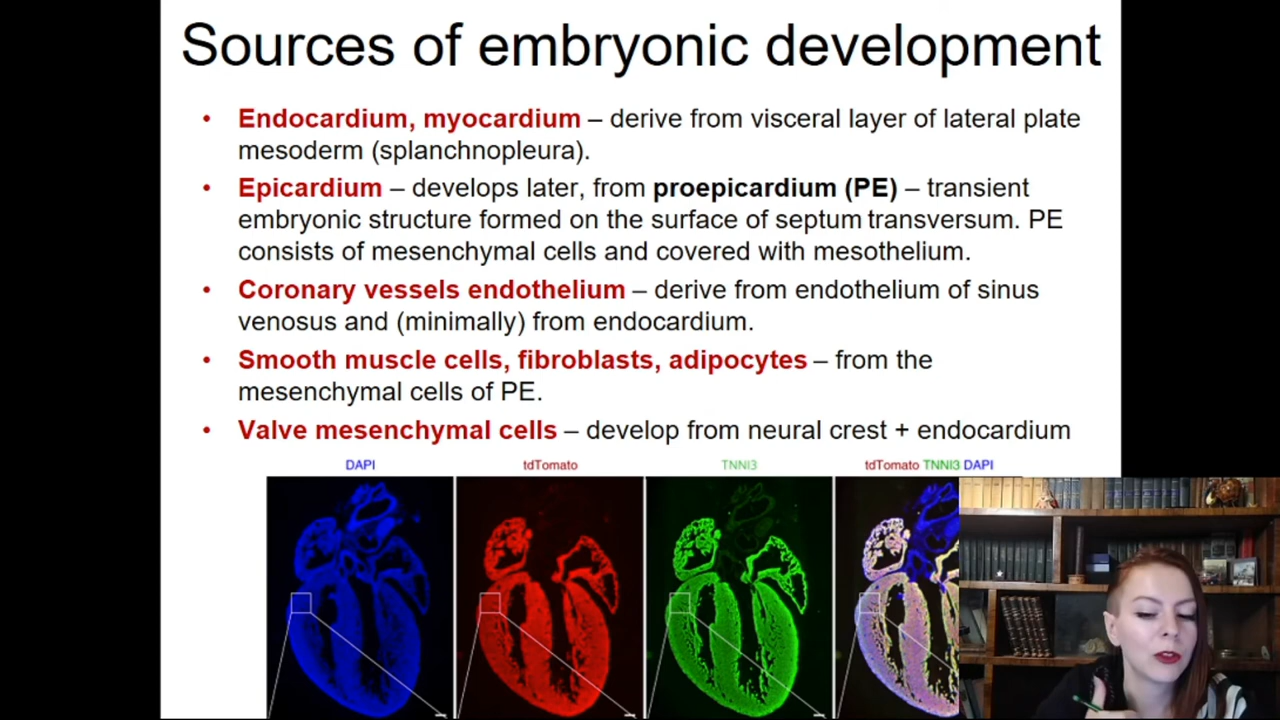 Sources of embryonic development
• Endocardium, myocardium – derive from visceral layer of lateral plate
mesoderm (splanchnopleura).
• Epicardium – develops later, from proepicardium (PE) – transient
embryonic structure formed on the surface of septum transversum. PE
consists of mesenchymal cells and covered with mesothelium.
• Coronary vessels endothelium – derive from endothelium of sinus
venosus and (minimally) from endocardium.
• Smooth muscle cells, fibroblasts, adipocytes – from the
mesenchymal cells of PE.
• Valve mesenchymal cells – develop from neural crest + endocardium
DAPI tdTomato TNNI3 tdTomato TNNI3 DAPI